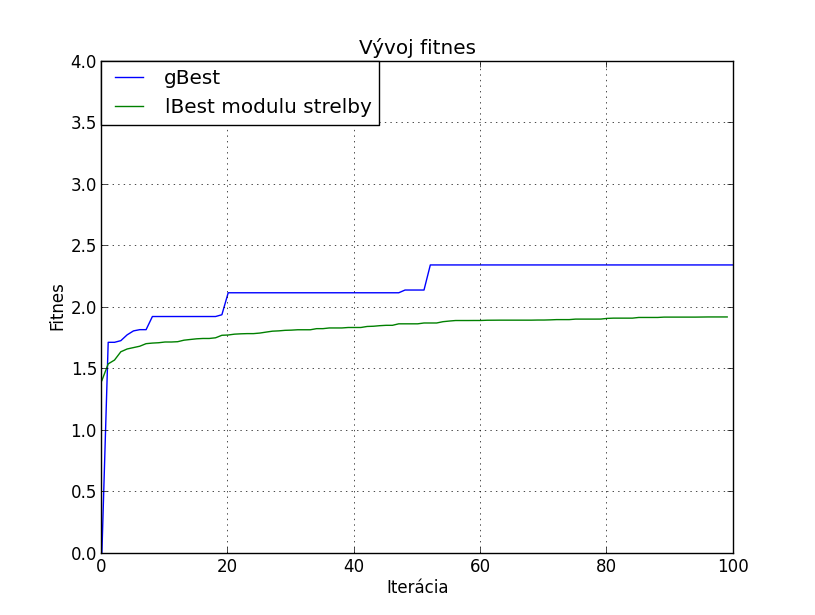 Vývoj fitnes
gBest
lBest modulu strelby
4.0
3.5
3.0
2.5
2.0
1.5
1.0
0.5
0.0
Fitnes
0 20 40 60 80 100
Iterácia